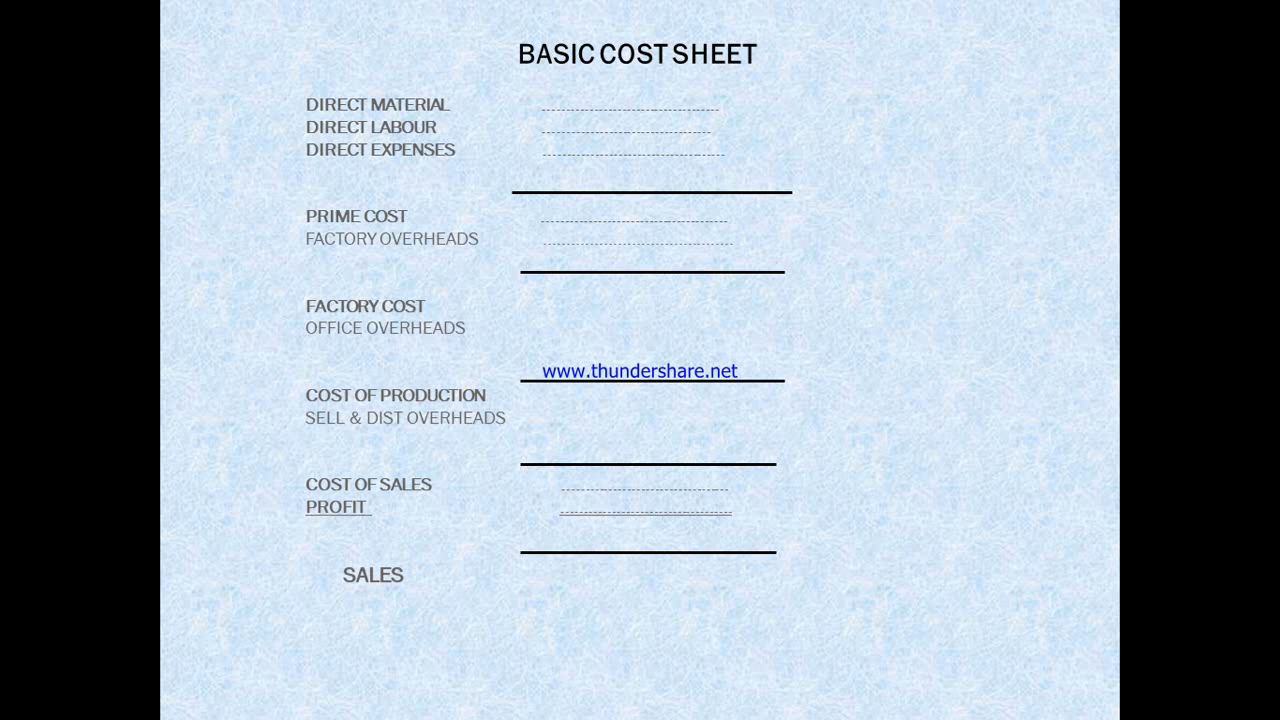 BASIC COST SHEET
DIRECT MATERIAL
DIRECT LABOUR
DIRECT EXPENSES
PRIME COST
FACTORY OVERHEADS
FACTORY COST
OFFICE OVERHEADS
www.thundershare.net
COST OF PRODUCTION
SELL & DIST OVERHEADS
COST OF SALES
PROFIT
SALES